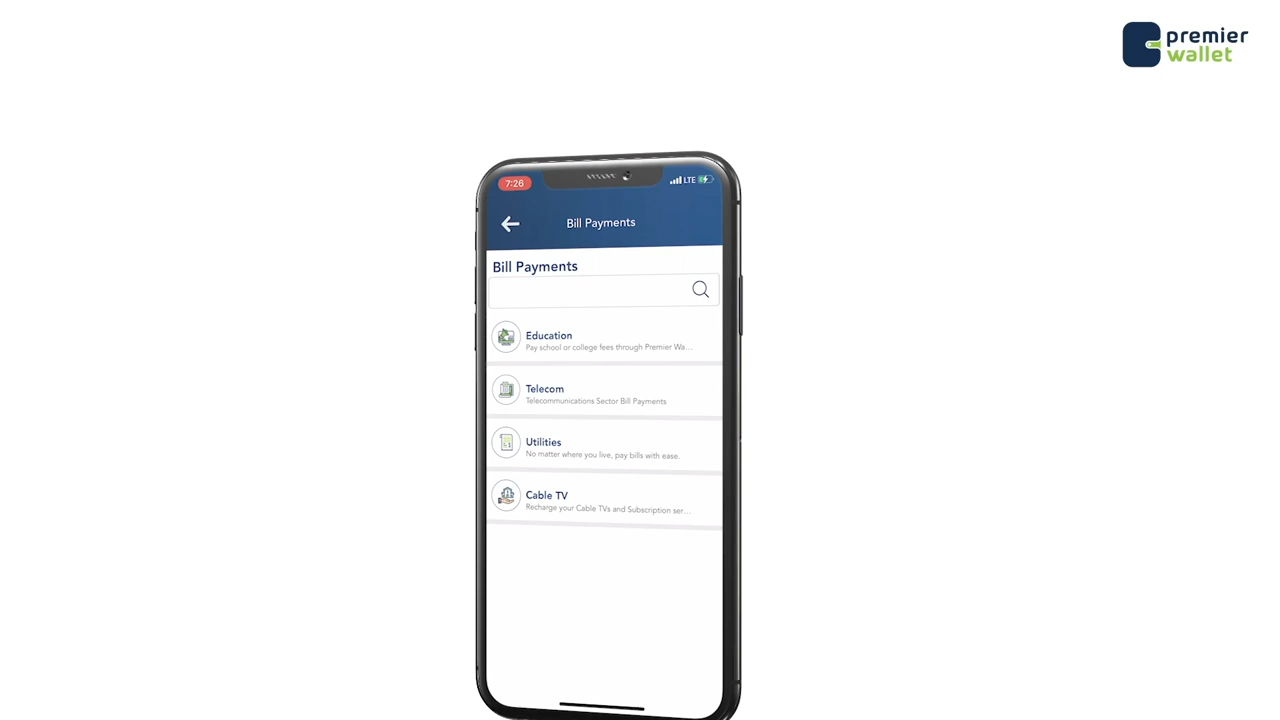 premier
wallet
7:26
LTE
Bill Payments
Bill Payments
Education
Pay school or college fees through Premier Wa...
Telecom
Telecommunications Sector Bill Payments
Utilities
No matter where you live, pay bills with ease.
Cable TV
Recharge your Cable TVs and Subscription ser...